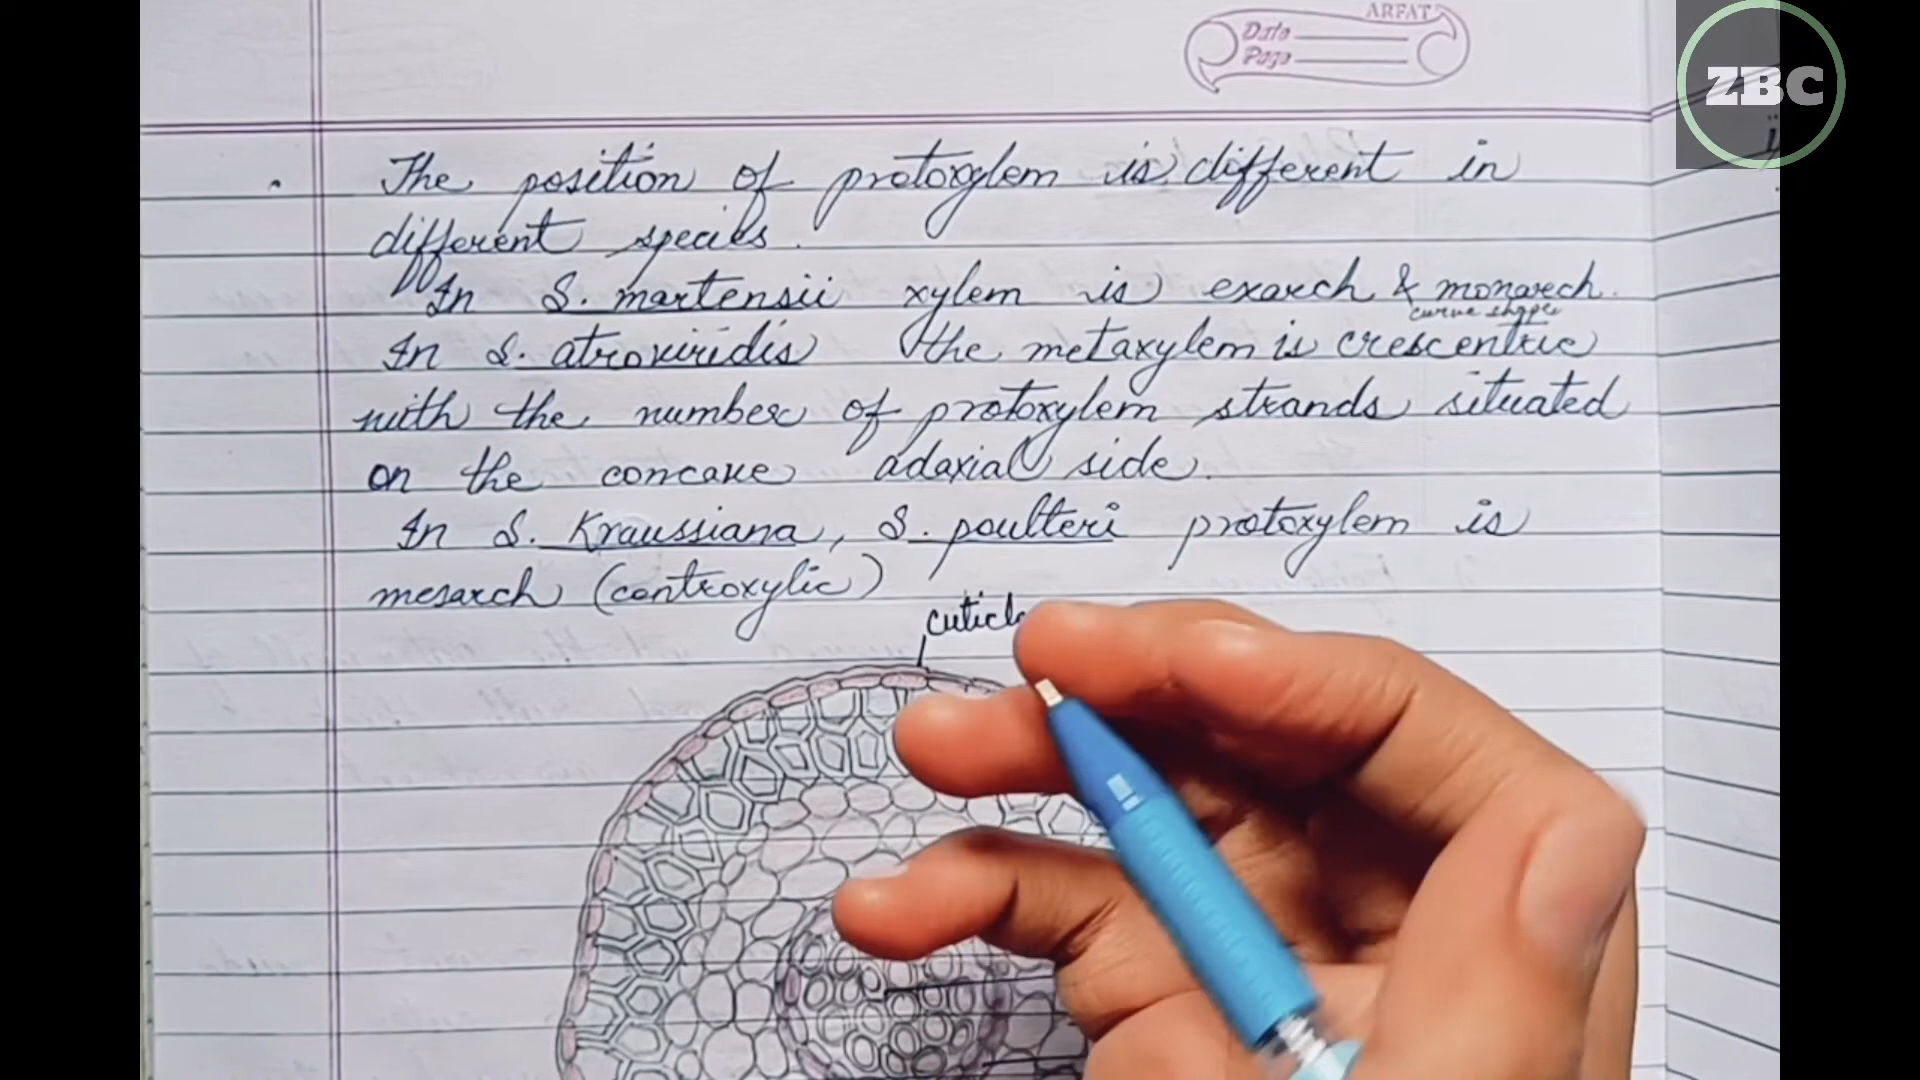 ARFAT
Date
Page
ZBC
The position of protoxylem is different in
different species.
In S. martensii xylem is exarch & monarch.
curve shape
In S. atroviridis the metaxylem is crescentric
with the number of protoxylem strands situated
on the concave adaxial side.
In S. Kraussiana, S. poulteri protoxylem is
mesarch (centroxylic)